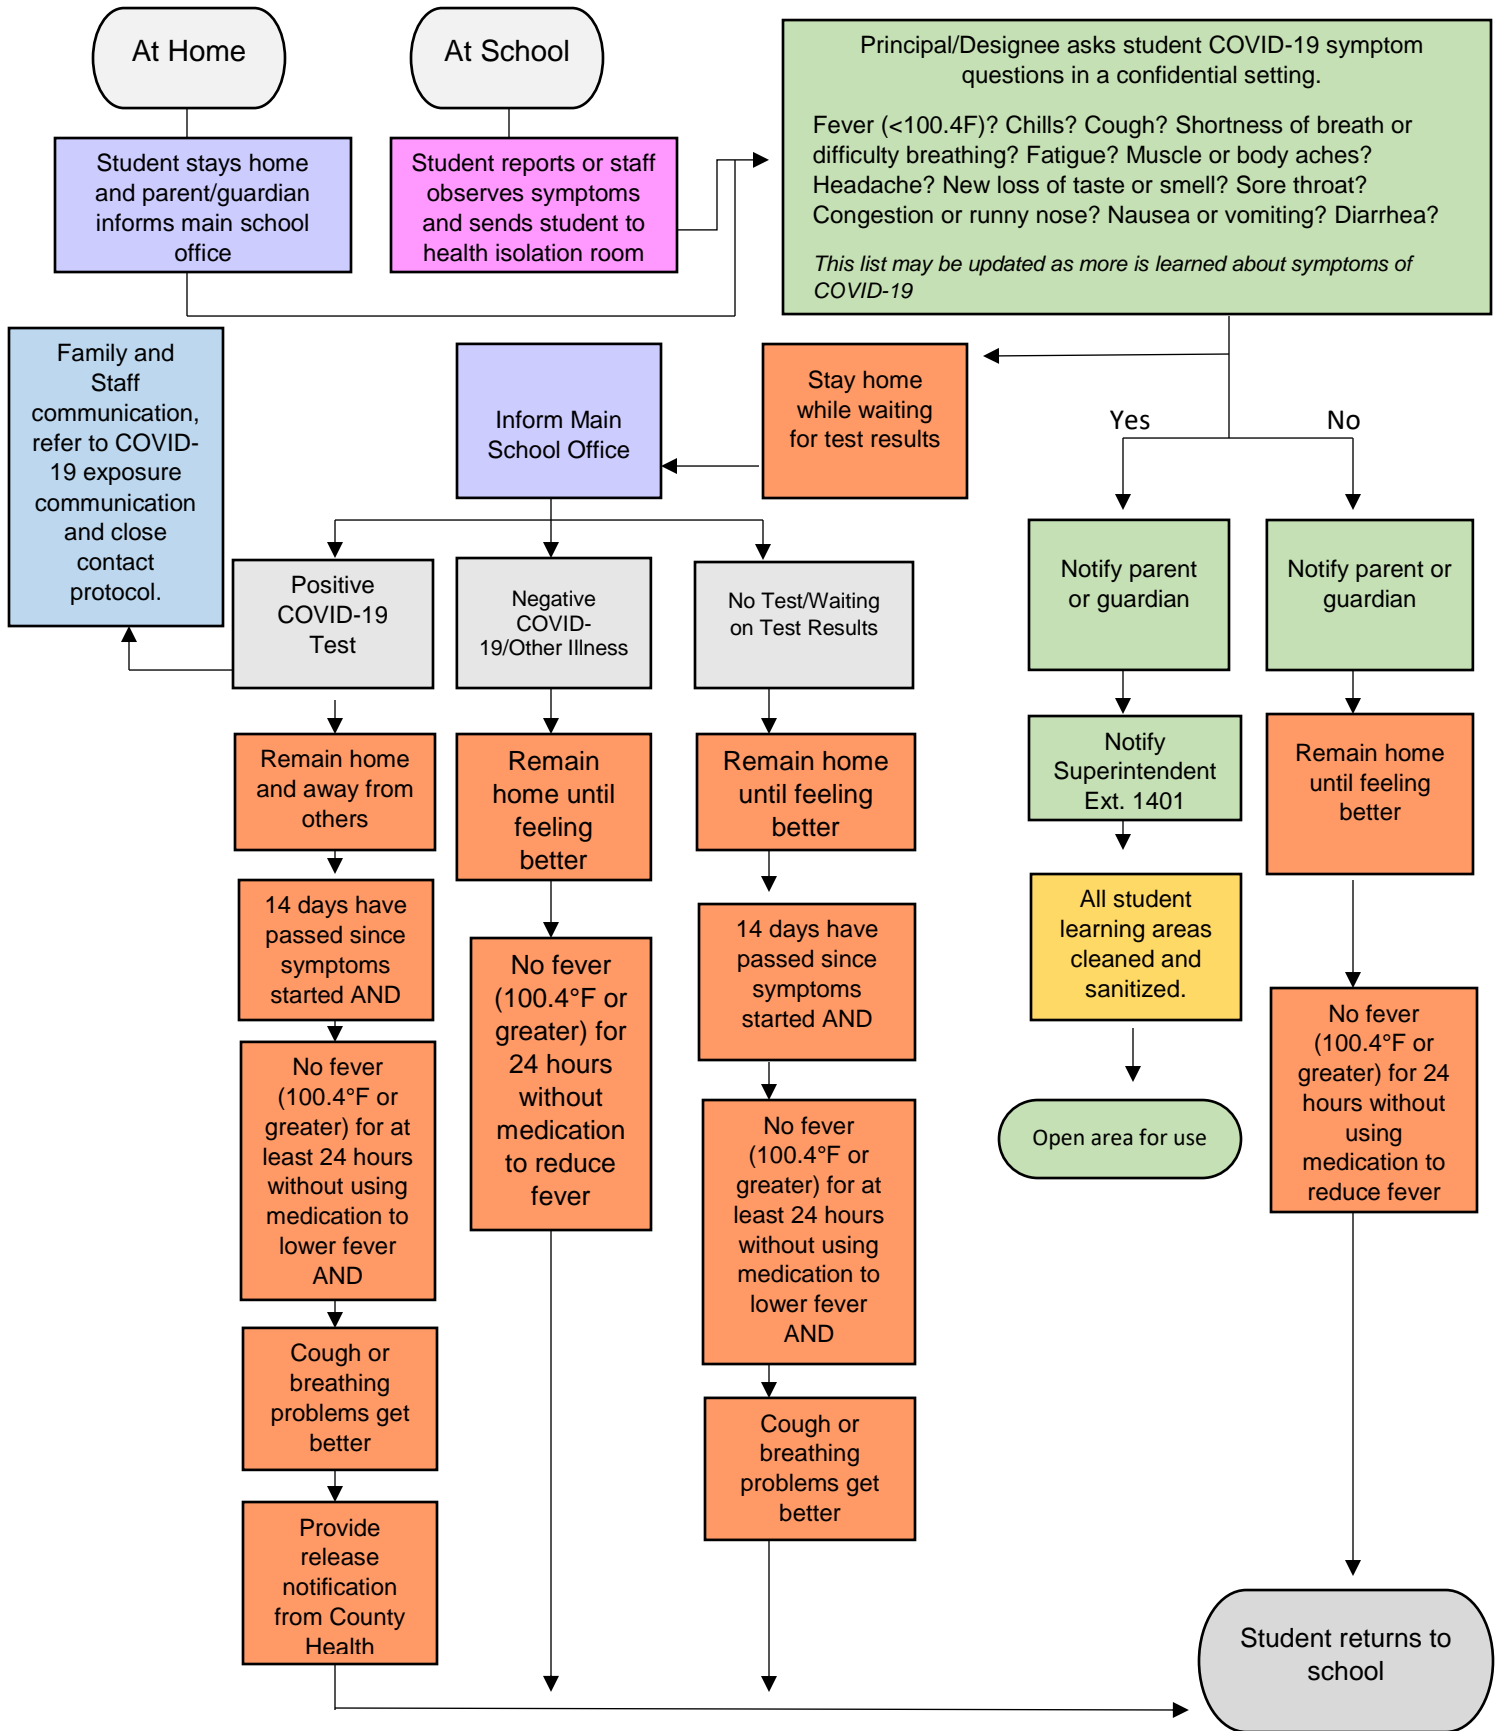 At Home
At School
Principal/Designee asks student COVID-19 symptom
questions in a confidential setting.
Fever (<100.4F)? Chills? Cough? Shortness of breath or
difficulty breathing? Fatigue? Muscle or body aches?
Headache? New loss of taste or smell? Sore throat?
Congestion or runny nose? Nausea or vomiting? Diarrhea?
This list may be updated as more is learned about symptoms of
COVID-19
Student stays home
and parent/guardian
informs main school
office
Student reports or staff
observes symptoms
and sends student to
health isolation room
Family and
Staff
communication,
refer to COVID-
19 exposure
communication
and close
contact
protocol.
Inform Main
School Office
Stay home
while waiting
for test results
Yes
No
Positive
COVID-19
Test
Negative
COVID-
19/Other Illness
No Test/Waiting
on Test Results
Notify parent
or guardian
Notify parent or
guardian
Remain home
and away from
others
Remain
home until
feeling
better
Remain home
until feeling
better
Notify
Superintendent
Ext. 1401
Remain home
until feeling
better
14 days have
passed since
symptoms
started AND
No fever
(100.4°F or
greater) for
24 hours
without
medication
to reduce
fever
14 days have
passed since
symptoms
started AND
All student
learning areas
cleaned and
sanitized.
No fever
(100.4°F or
greater) for 24
hours without
using
medication to
reduce fever
No fever
(100.4°F or
greater) for at
least 24 hours
without using
medication to
lower fever
AND
No fever
(100.4°F or
greater) for at
least 24 hours
without using
medication to
lower fever
AND
Open area for use
Cough or
breathing
problems get
better
Cough or
breathing
problems get
better
Provide
release
notification
from County
Health
Student returns to
school